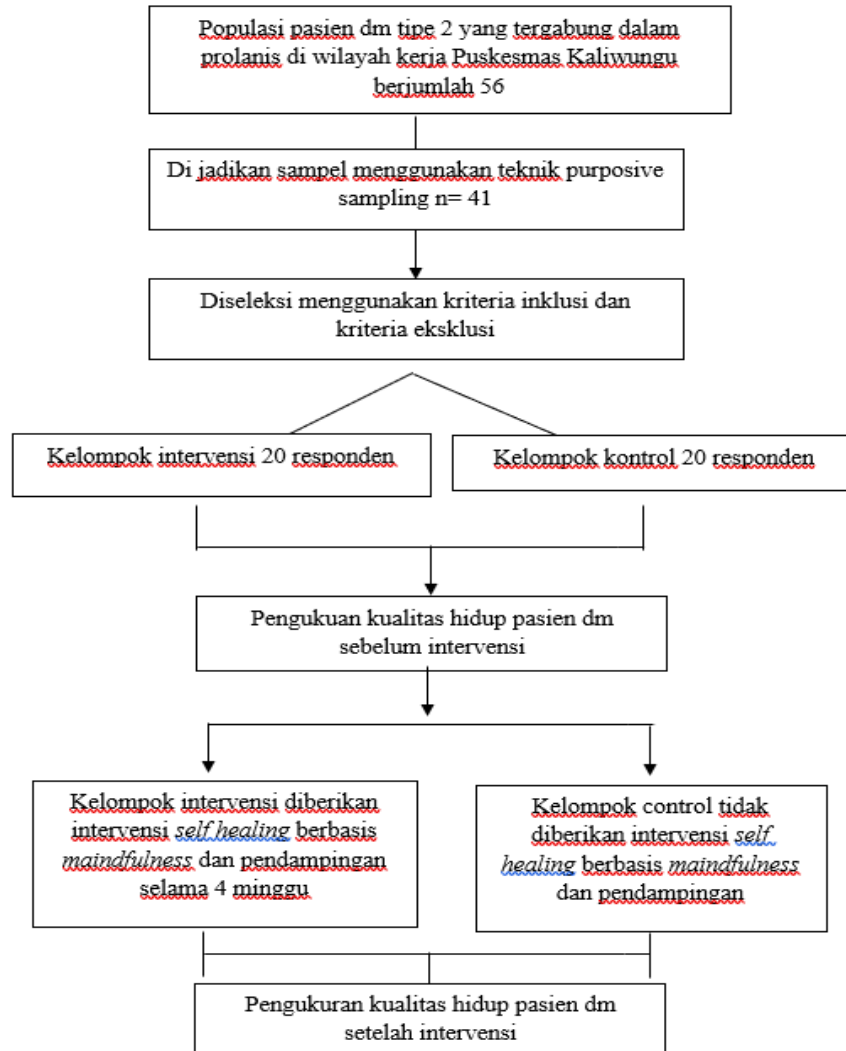 Populasi pasien dm tipe 2 yang tergabung dalam
prolanis di wilayah kerja Puskesmas Kaliwungu
berjumlah 56
Di jadikan sampel menggunakan teknik purposive
sampling n= 41
Diseleksi menggunakan kriteria inklusi dan
kriteria eksklusi
Kelompok intervensi 20 responden
Kelompok kontrol 20 responden
Pengukuan kualitas hidup pasien dm
sebelum intervensi
Kelompok intervensi diberikan
intervensi self healing berbasis
maindfulness dan pendampingan
selama 4 minggu
Kelompok control tidak
diberikan intervensi self
healing berbasis maindfulness
dan pendampingan
Pengukuran kualitas hidup pasien dm
setelah intervensi